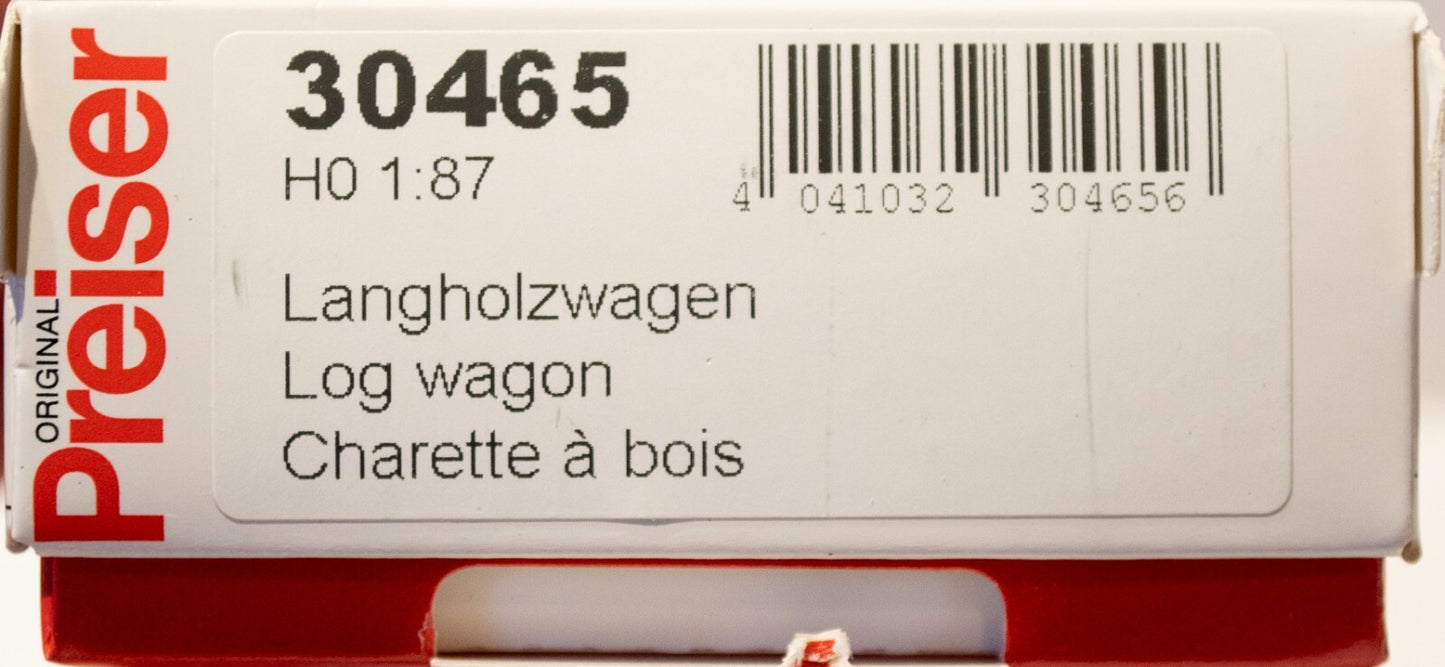 ORIGINAL
Preiser
30465
H0 1:87
4 041032 304656
Langholzwagen
Log wagon
Charette à bois